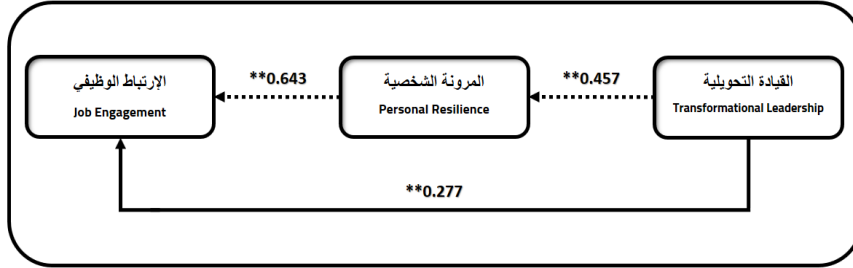 القيادة التحويلية
Transformational Leadership
**0.457
المرونة الشخصية
Personal Resilience
**0.643
الإرتباط الوظيفي
Job Engagement
**0.277